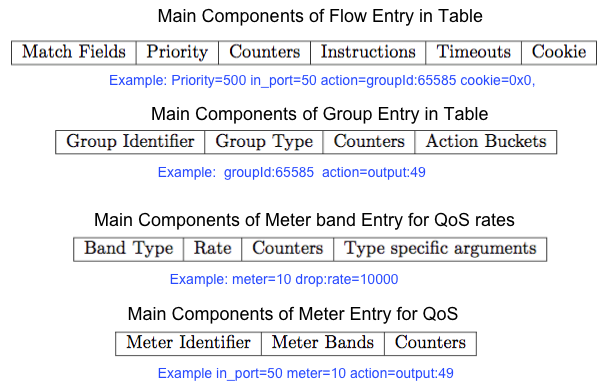 Main Components of Flow Entry in Table
Match Fields Priority Counters Instructions Timeouts Cookie
Example: Priority=500 in_port=50 action=groupId:65585 cookie=0x0,
Main Components of Group Entry in Table
Group Identifier Group Type Counters Action Buckets
Example: groupId:65585 action=output:49
Main Components of Meter band Entry for QoS rates
Band Type Rate Counters Type specific arguments
Example: meter=10 drop:rate=10000
Main Components of Meter Entry for QoS
Meter Identifier Meter Bands Counters
Example in_port=50 meter=10 action=output:49